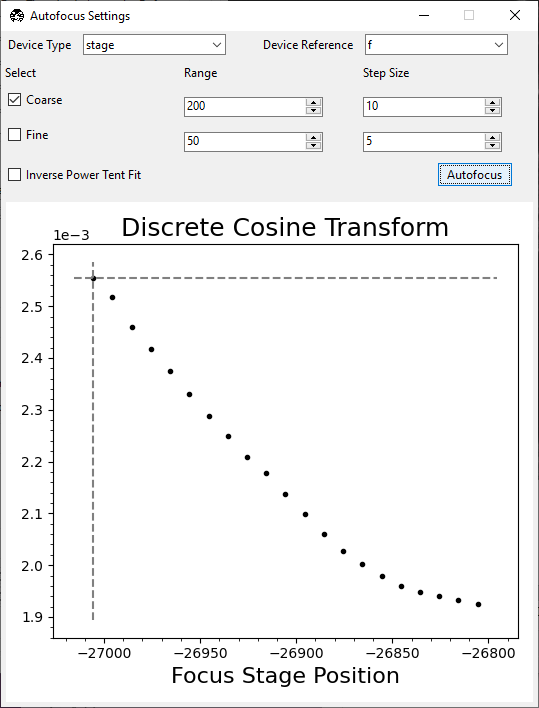 Autofocus Settings
Device Type stage Device Reference f
Select Range Step Size
Coarse 200 10
Fine 50 5
Inverse Power Tent Fit Autofocus
Discrete Cosine Transform
1e−3
2.6
2.5
2.4
2.3
2.2
2.1
2.0
1.9
−27000 −26950 −26900 −26850 −26800
Focus Stage Position